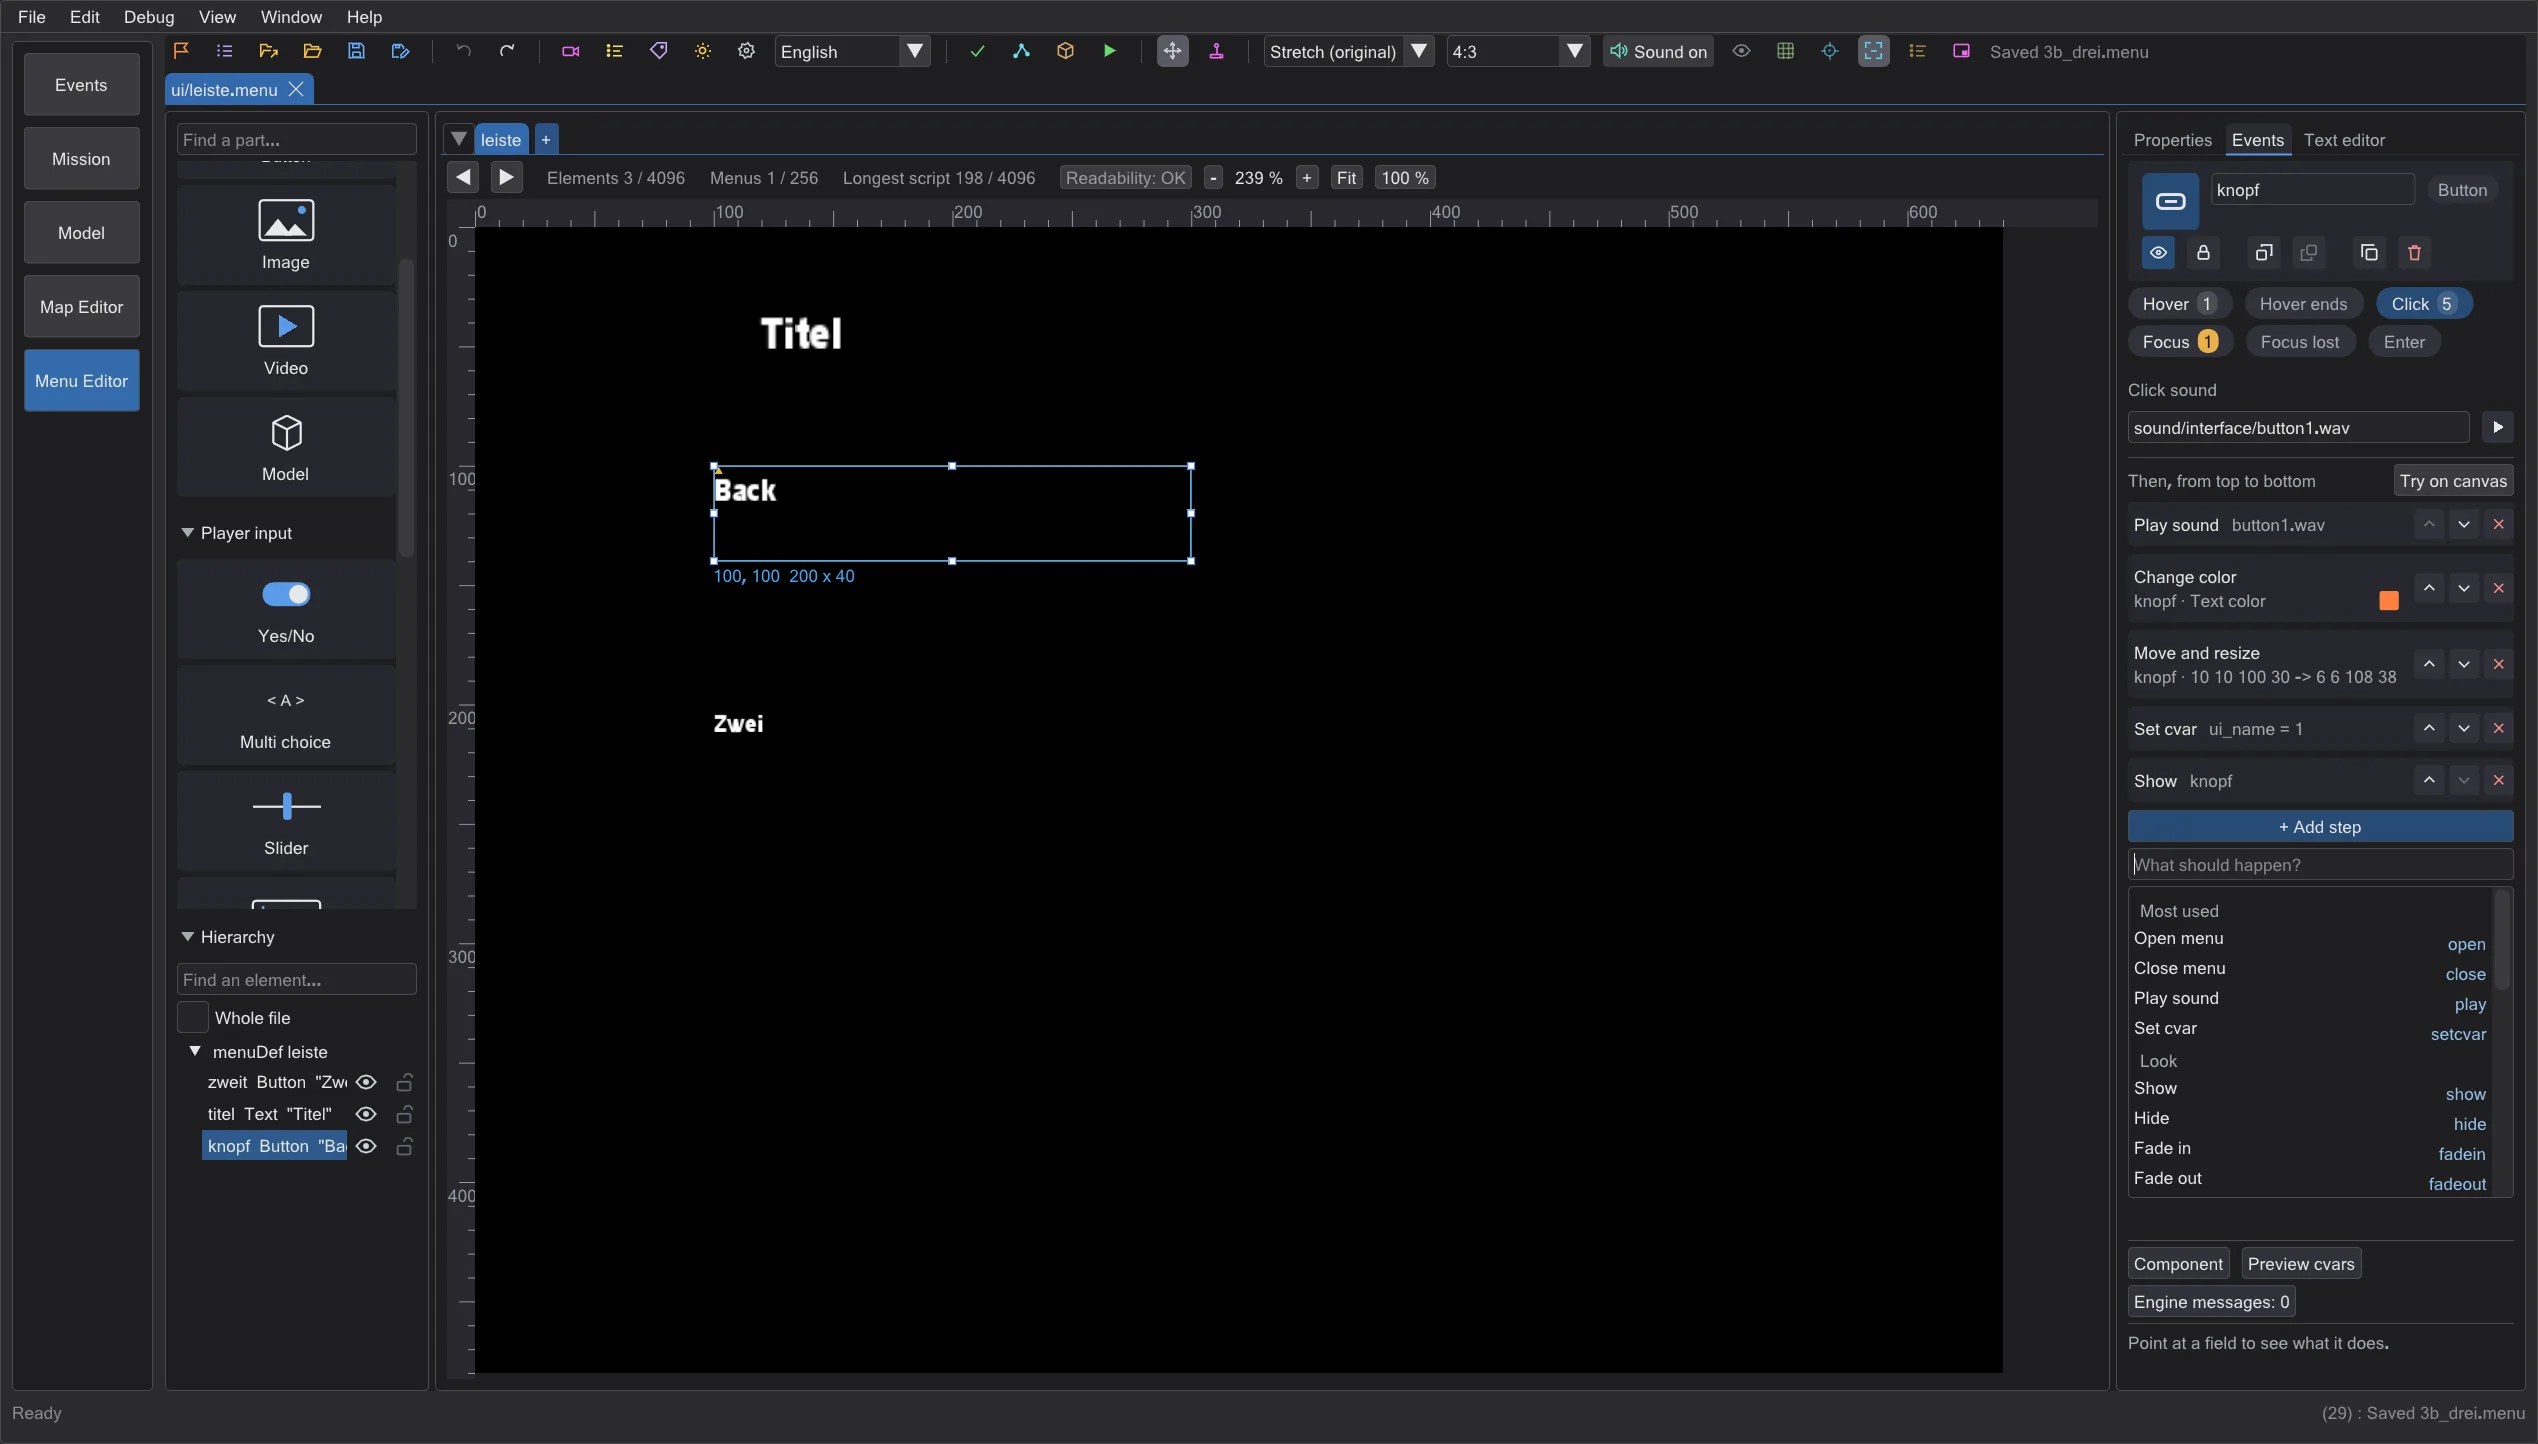 File Edit Debug View Window Help
English
Stretch (original)
4:3
Sound on
Saved 3b_drei.menu
Events
Mission
Model
Map Editor
Menu Editor
ui/leiste.menu
Find a part...
Image
Video
Model
Player input
Yes/No
< A >
Multi choice
Slider
Hierarchy
Find an element...
Whole file
menuDef leiste
zweit Button "Zw
titel Text "Titel"
knopf Button "Ba
leiste +
Elements 3 / 4096 Menus 1 / 256 Longest script 198 / 4096 Readability: OK - 239 % + Fit 100 %
0 100 200 300 400 500 600
0
100
200
300
400
Titel
Back
100, 100 200 x 40
Zwei
Properties Events Text editor
knopf Button
Hover 1 Hover ends Click 5
Focus 1 Focus lost Enter
Click sound
sound/interface/button1.wav
Then, from top to bottom Try on canvas
Play sound button1.wav
Change color
knopf · Text color
Move and resize
knopf · 10 10 100 30 -> 6 6 108 38
Set cvar ui_name = 1
Show knopf
+ Add step
What should happen?
Most used
Open menu open
Close menu close
Play sound play
Set cvar setcvar
Look
Show show
Hide hide
Fade in fadein
Fade out fadeout
Component Preview cvars
Engine messages: 0
Point at a field to see what it does.
Ready
(29) : Saved 3b_drei.menu